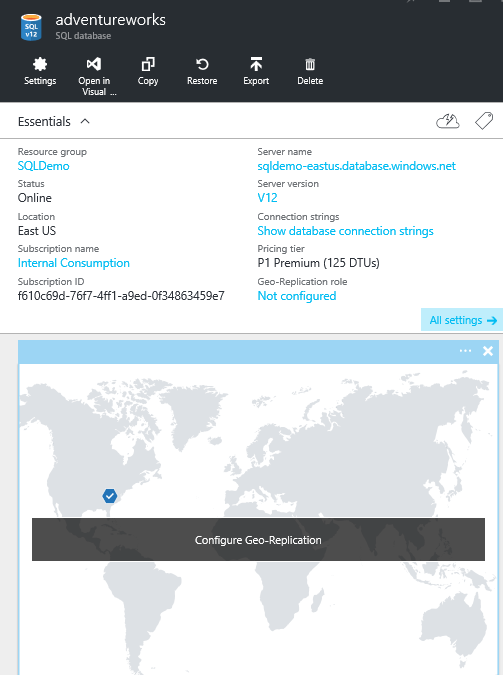 adventureworks
SQL database
SQL
v12
Settings
Open in
Visual ...
Copy
Restore
Export
Delete
Essentials
Resource group
SQLDemo
Status
Online
Location
East US
Subscription name
Internal Consumption
Subscription ID
f610c69d-76f7-4ff1-a9ed-0f34863459e7
Server name
sqldemo-eastus.database.windows.net
Server version
V12
Connection strings
Show database connection strings
Pricing tier
P1 Premium (125 DTUs)
Geo-Replication role
Not configured
All settings
Configure Geo-Replication